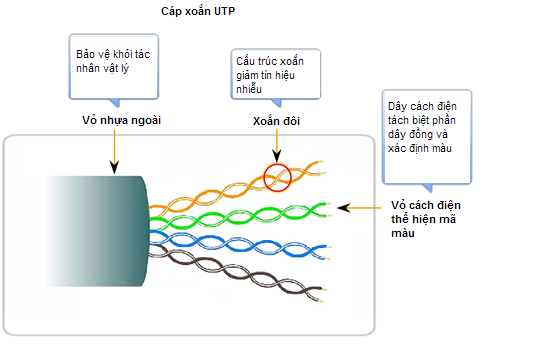 Cáp xoắn UTP
Bảo vệ khỏi tác
nhân vật lý
Cấu trúc xoắn
giảm tín hiệu
nhiễu
Vỏ nhựa ngoài
Xoắn đôi
Dây cách điện
tách biệt phần
dây đồng và
xác định màu
Vỏ cách điện
thể hiện mã
màu